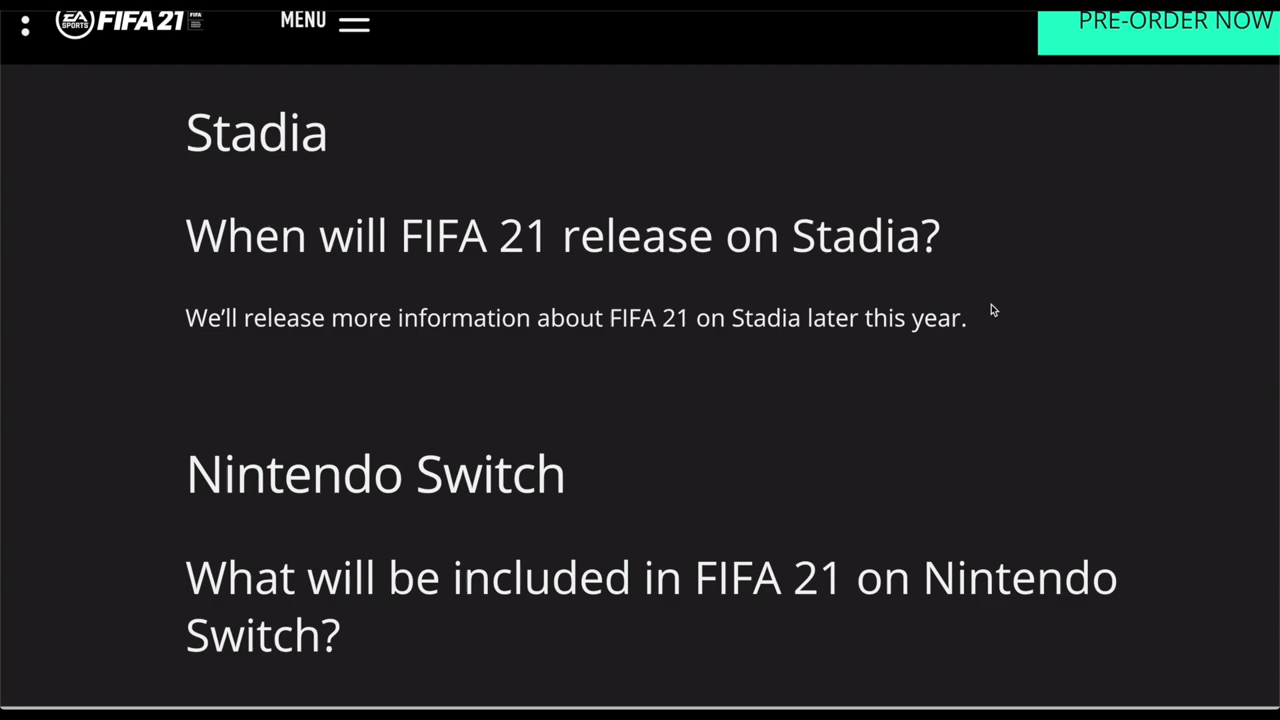 EA SPORTS FIFA 21 MENU PRE-ORDER NOW
Stadia
When will FIFA 21 release on Stadia?
We’ll release more information about FIFA 21 on Stadia later this year.
Nintendo Switch
What will be included in FIFA 21 on Nintendo
Switch?